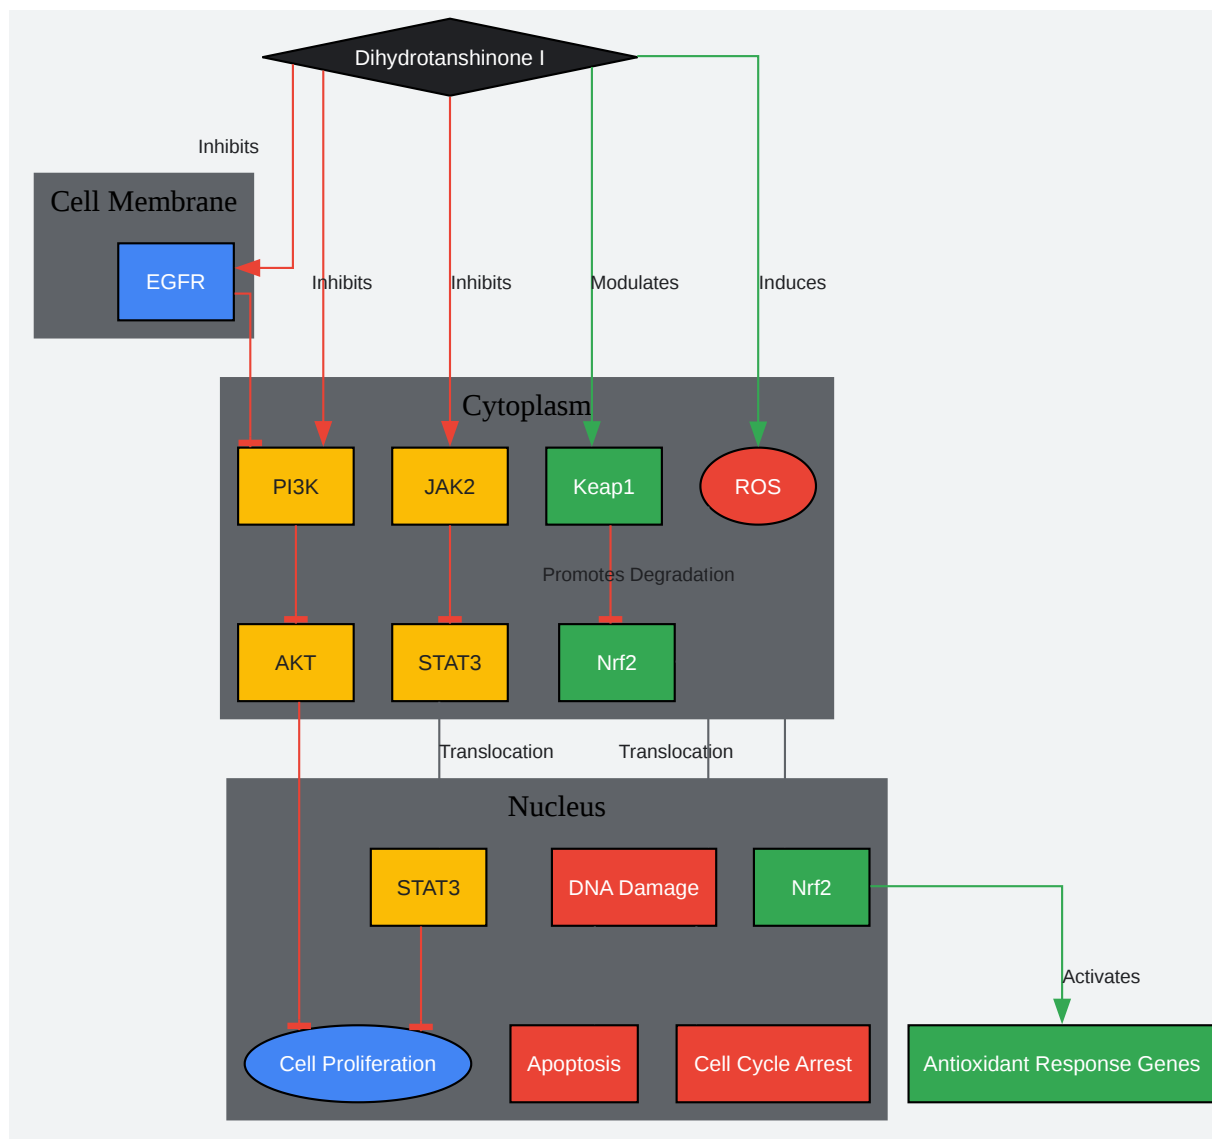 Dihydrotanshinone I
Inhibits
Cell Membrane
EGFR
Inhibits
Inhibits
Modulates
Induces
Cytoplasm
PI3K
JAK2
Keap1
ROS
Promotes Degradation
AKT
STAT3
Nrf2
Translocation
Translocation
Nucleus
STAT3
DNA Damage
Nrf2
Activates
Cell Proliferation
Apoptosis
Cell Cycle Arrest
Antioxidant Response Genes